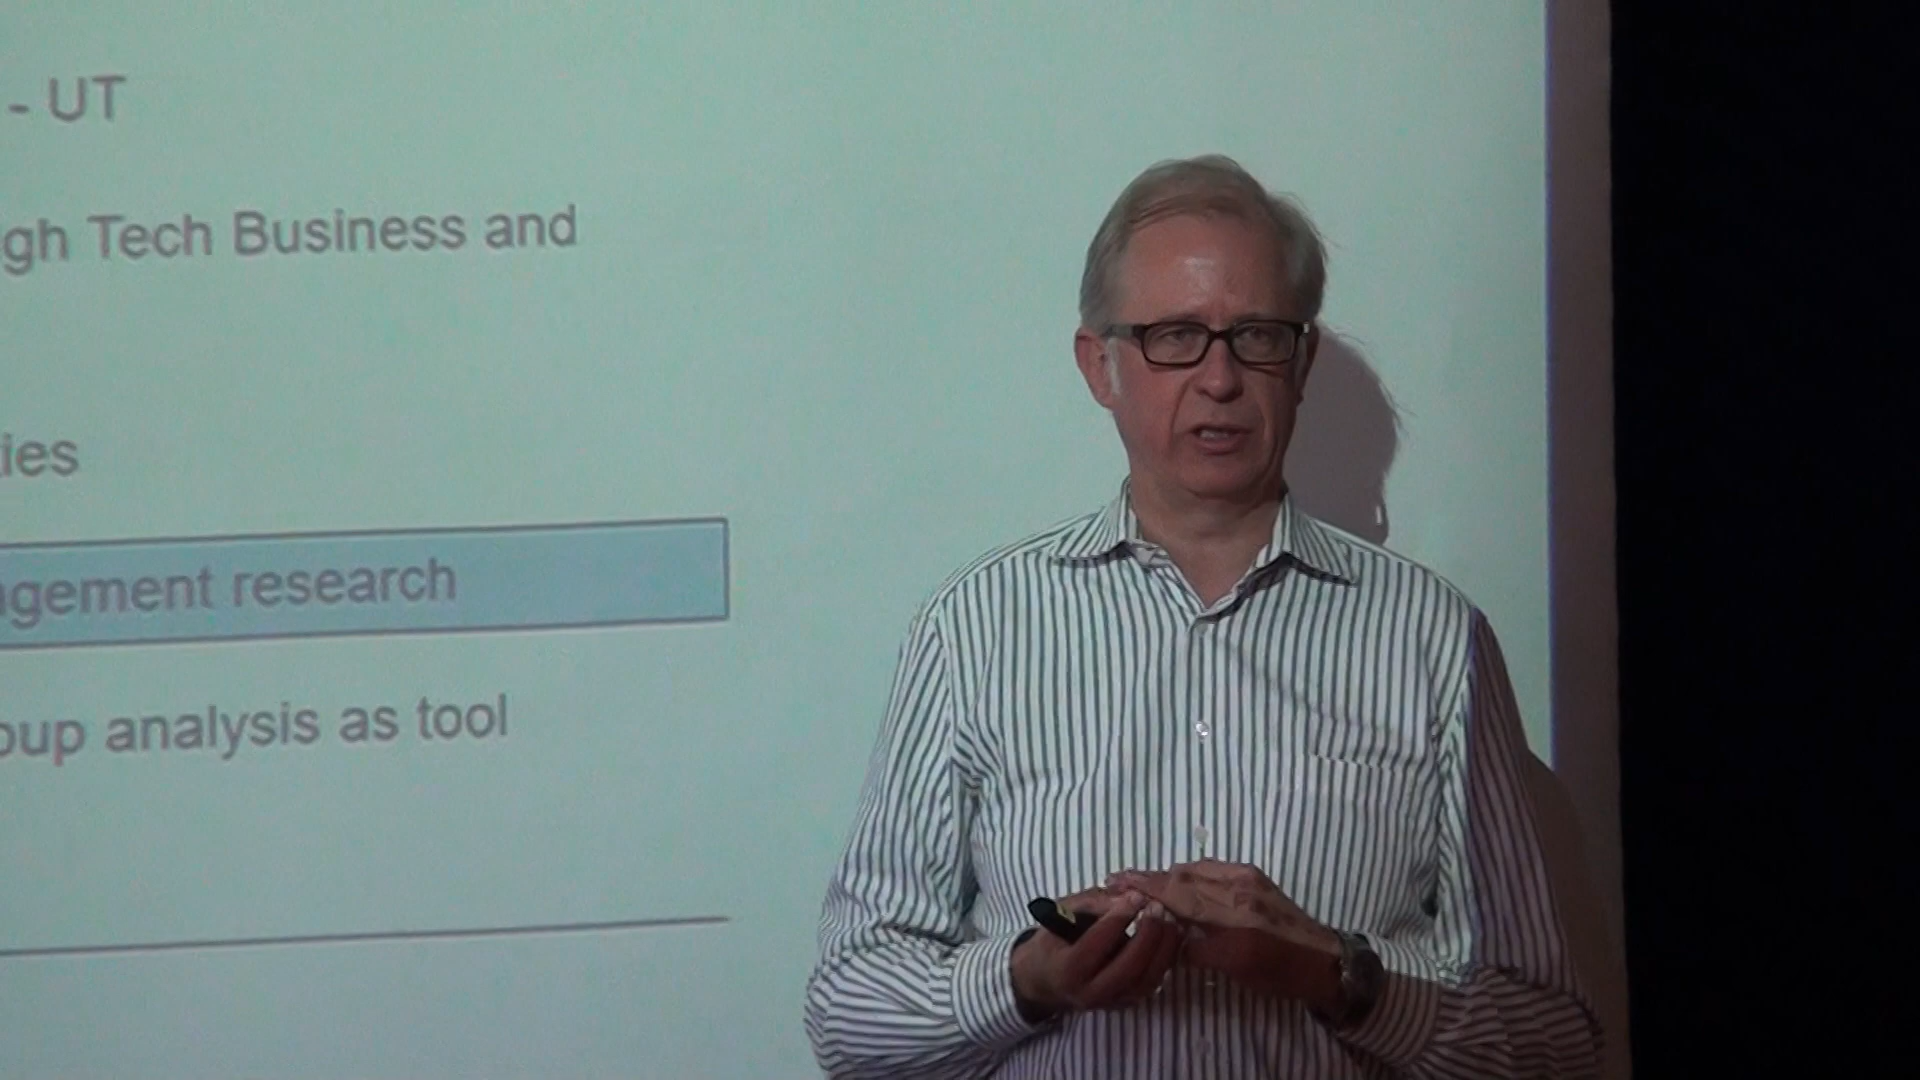 - UT
gh Tech Business and
ies
gement research
oup analysis as tool